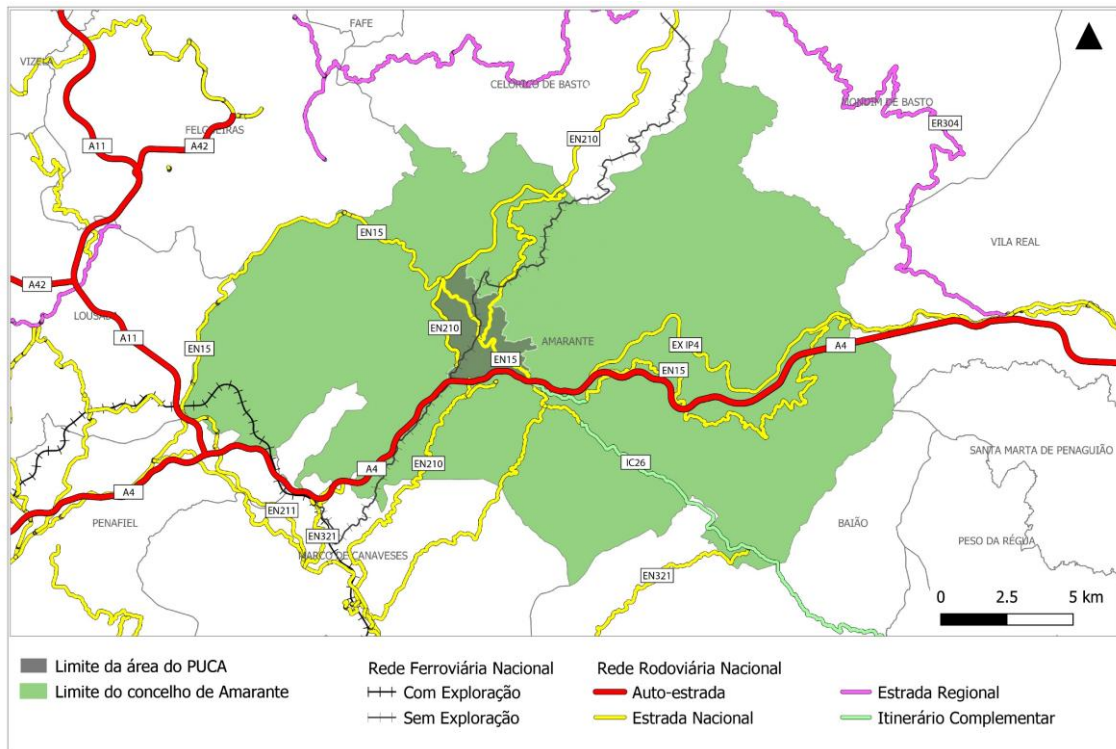 FAFE
VIZELA
CELORICO DE BASTO
MONDIM DE BASTO
FELGUEIRAS
ER304
EN210
A11
A42
EN15
VILA REAL
A42
LOUSADA
EN210
A11
AMARANTE
EX IP4
A4
EN15
EN15
EN15
SANTA MARTA DE PENAGUIÃO
A4
EN210
IC26
A4
PENAFIEL
EN211
BAIÃO
EN321
PESO DA RÉGUA
MARCO DE CANAVESES
EN321
0 2.5 5 km
Limite da área do PUCA
Limite do concelho de Amarante
Rede Ferroviária Nacional
Com Exploração
Sem Exploração
Rede Rodoviária Nacional
Auto-estrada
Estrada Nacional
Estrada Regional
Itinerário Complementar